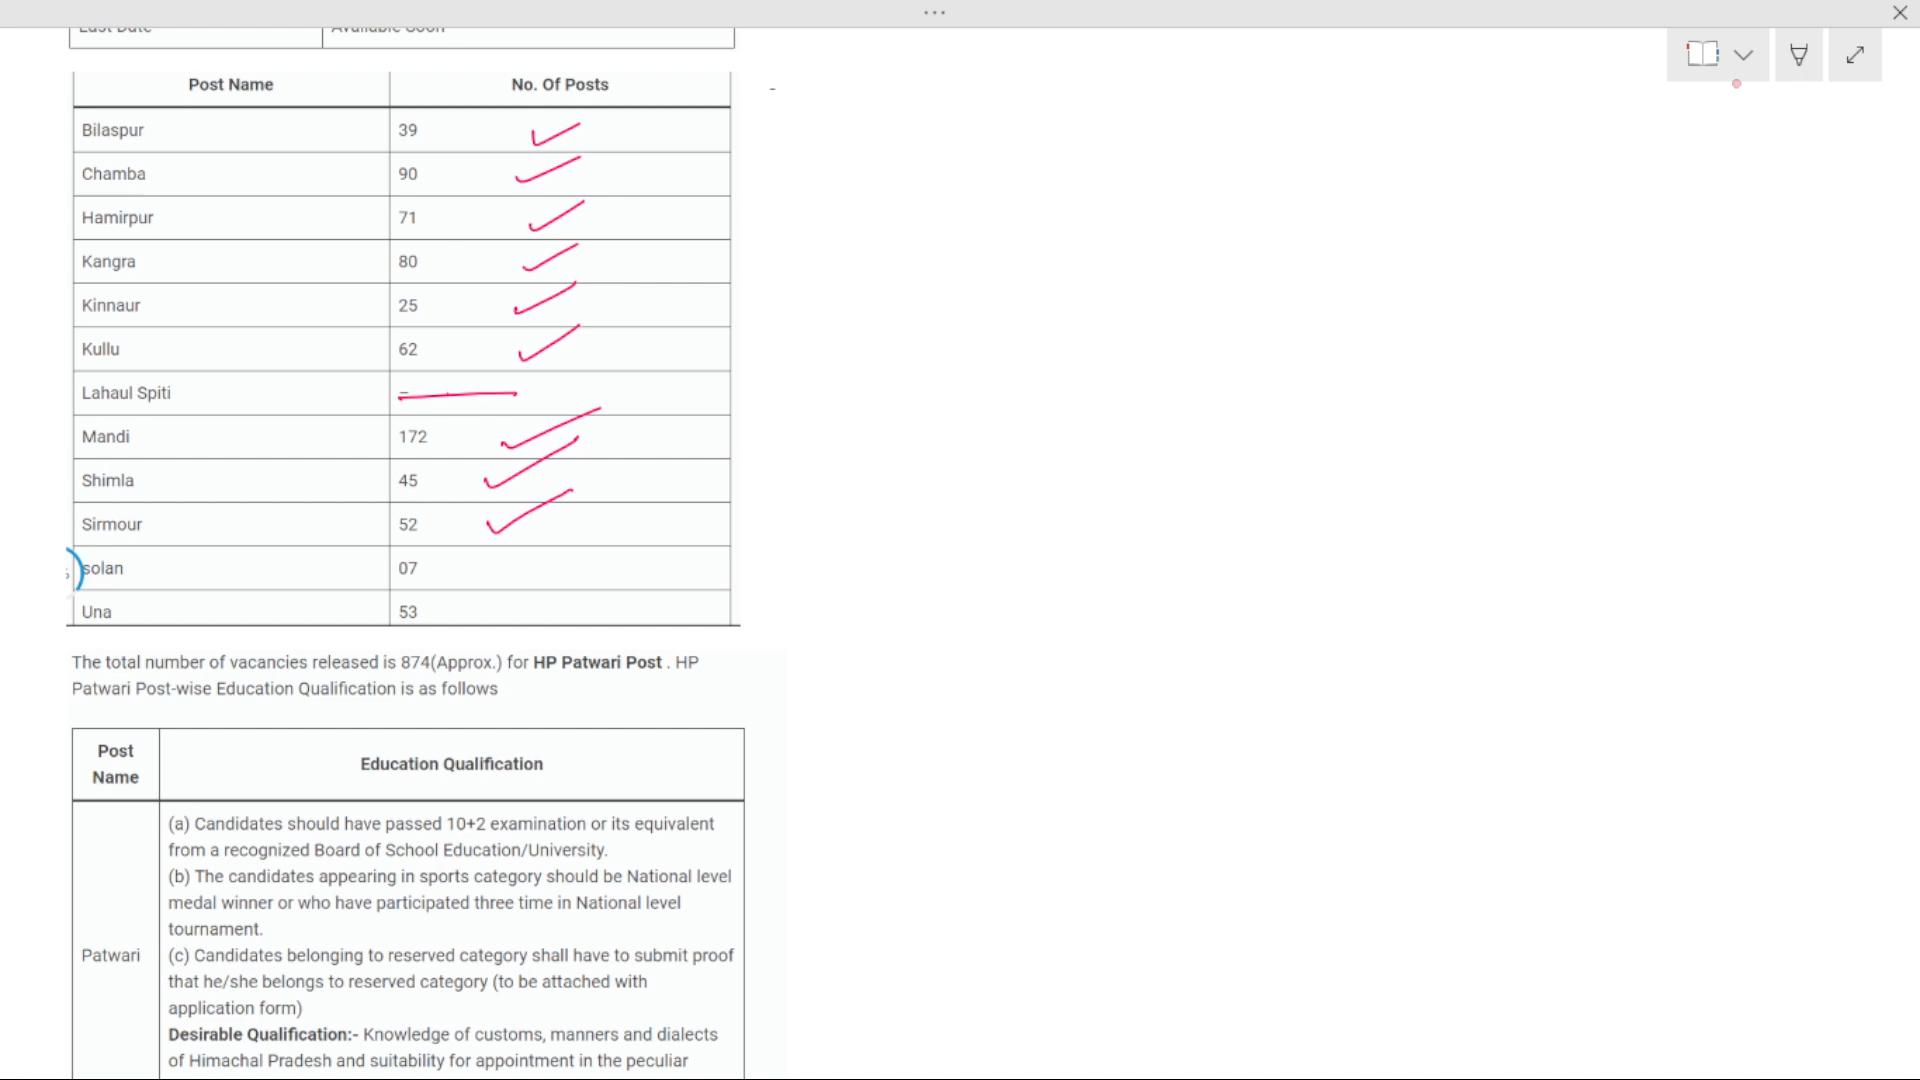 Post Name No. Of Posts
Bilaspur 39
Chamba 90
Hamirpur 71
Kangra 80
Kinnaur 25
Kullu 62
Lahaul Spiti –
Mandi 172
Shimla 45
Sirmour 52
solan 07
Una 53
The total number of vacancies released is 874(Approx.) for HP Patwari Post . HP
Patwari Post-wise Education Qualification is as follows
Post
Name
Education Qualification
Patwari
(a) Candidates should have passed 10+2 examination or its equivalent
from a recognized Board of School Education/University.
(b) The candidates appearing in sports category should be National level
medal winner or who have participated three time in National level
tournament.
(c) Candidates belonging to reserved category shall have to submit proof
that he/she belongs to reserved category (to be attached with
application form)
Desirable Qualification:- Knowledge of customs, manners and dialects
of Himachal Pradesh and suitability for appointment in the peculiar